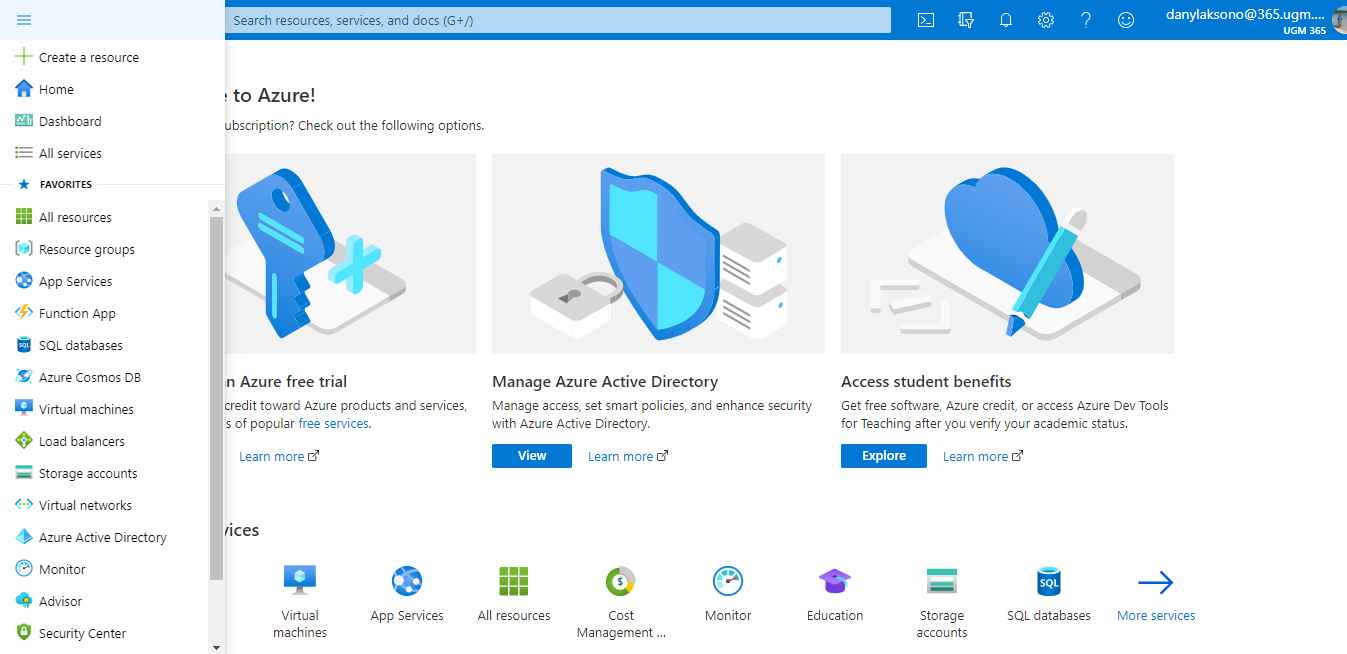 Search resources, services, and docs (G+/)
danylaksono@365.ugm....
UGM 365
Create a resource
Home
Dashboard
All services
FAVORITES
All resources
Resource groups
App Services
Function App
SQL databases
Azure Cosmos DB
Virtual machines
Load balancers
Storage accounts
Virtual networks
Azure Active Directory
Monitor
Advisor
Security Center
to Azure!
ubscription? Check out the following options.
n Azure free trial
credit toward Azure products and services,
s of popular free services.
Learn more
Manage Azure Active Directory
Manage access, set smart policies, and enhance security
with Azure Active Directory.
View
Learn more
Access student benefits
Get free software, Azure credit, or access Azure Dev Tools
for Teaching after you verify your academic status.
Explore
Learn more
vices
Virtual
machines
App Services
All resources
Cost
Management ...
Monitor
Education
Storage
accounts
SQL
SQL databases
More services